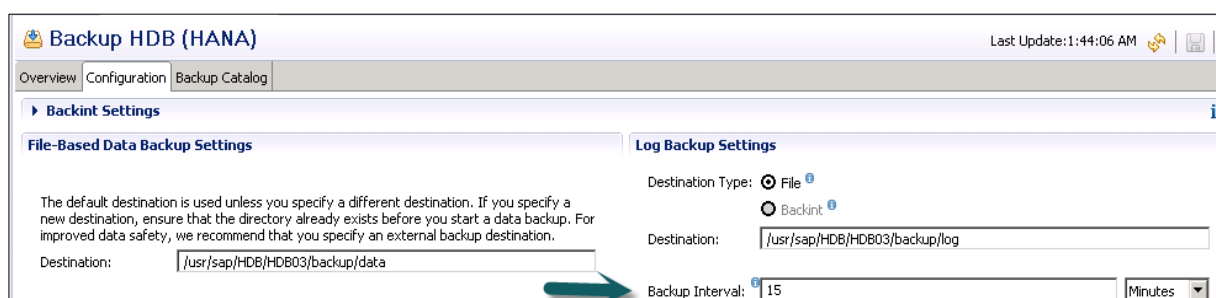 Backup HDB (HANA)
Last Update:1:44:06 AM
Overview Configuration Backup Catalog
Backint Settings
File-Based Data Backup Settings
The default destination is used unless you specify a different destination. If you specify a
new destination, ensure that the directory already exists before you start a data backup. For
improved data safety, we recommend that you specify an external backup destination.
Destination: /usr/sap/HDB/HDB03/backup/data
Log Backup Settings
Destination Type: File
Backint
Destination: /usr/sap/HDB/HDB03/backup/log
Backup Interval: 15 Minutes